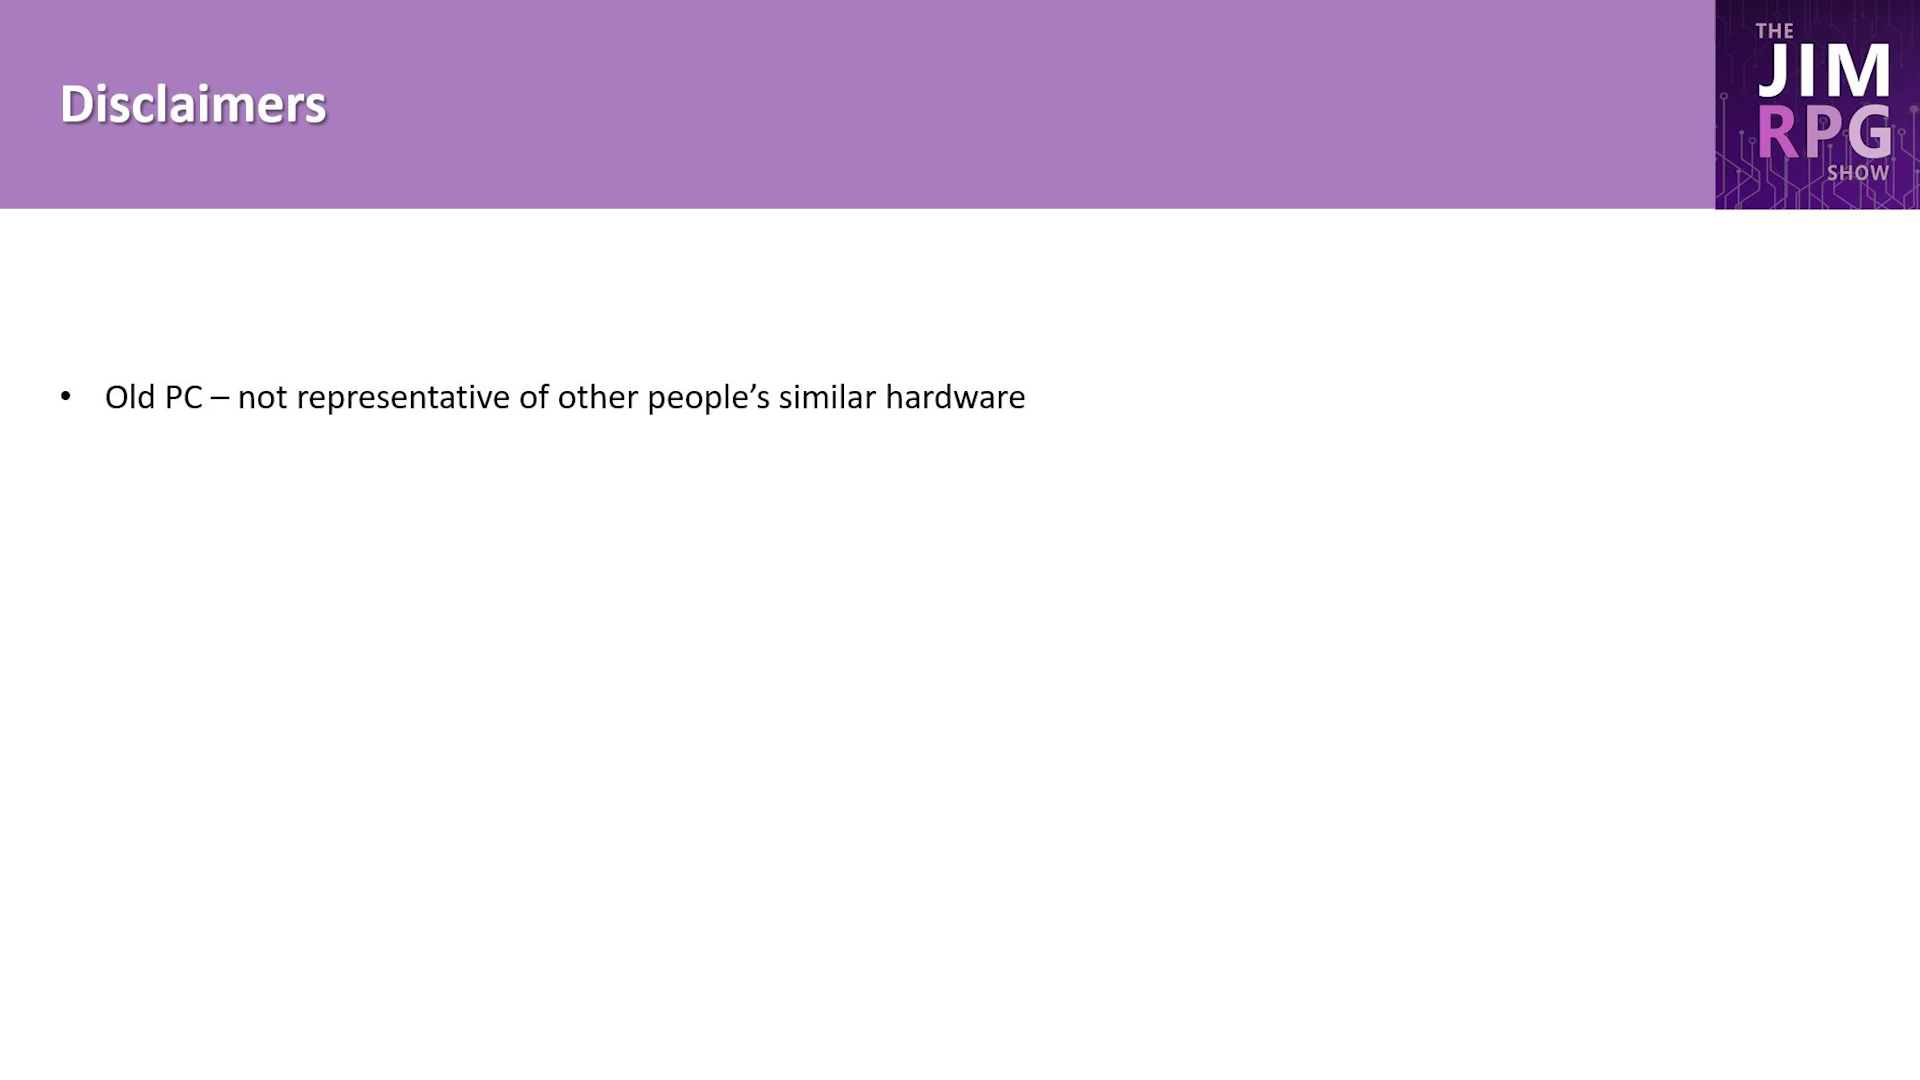 Disclaimers
THE
JIM
RPG
SHOW
• Old PC – not representative of other people’s similar hardware